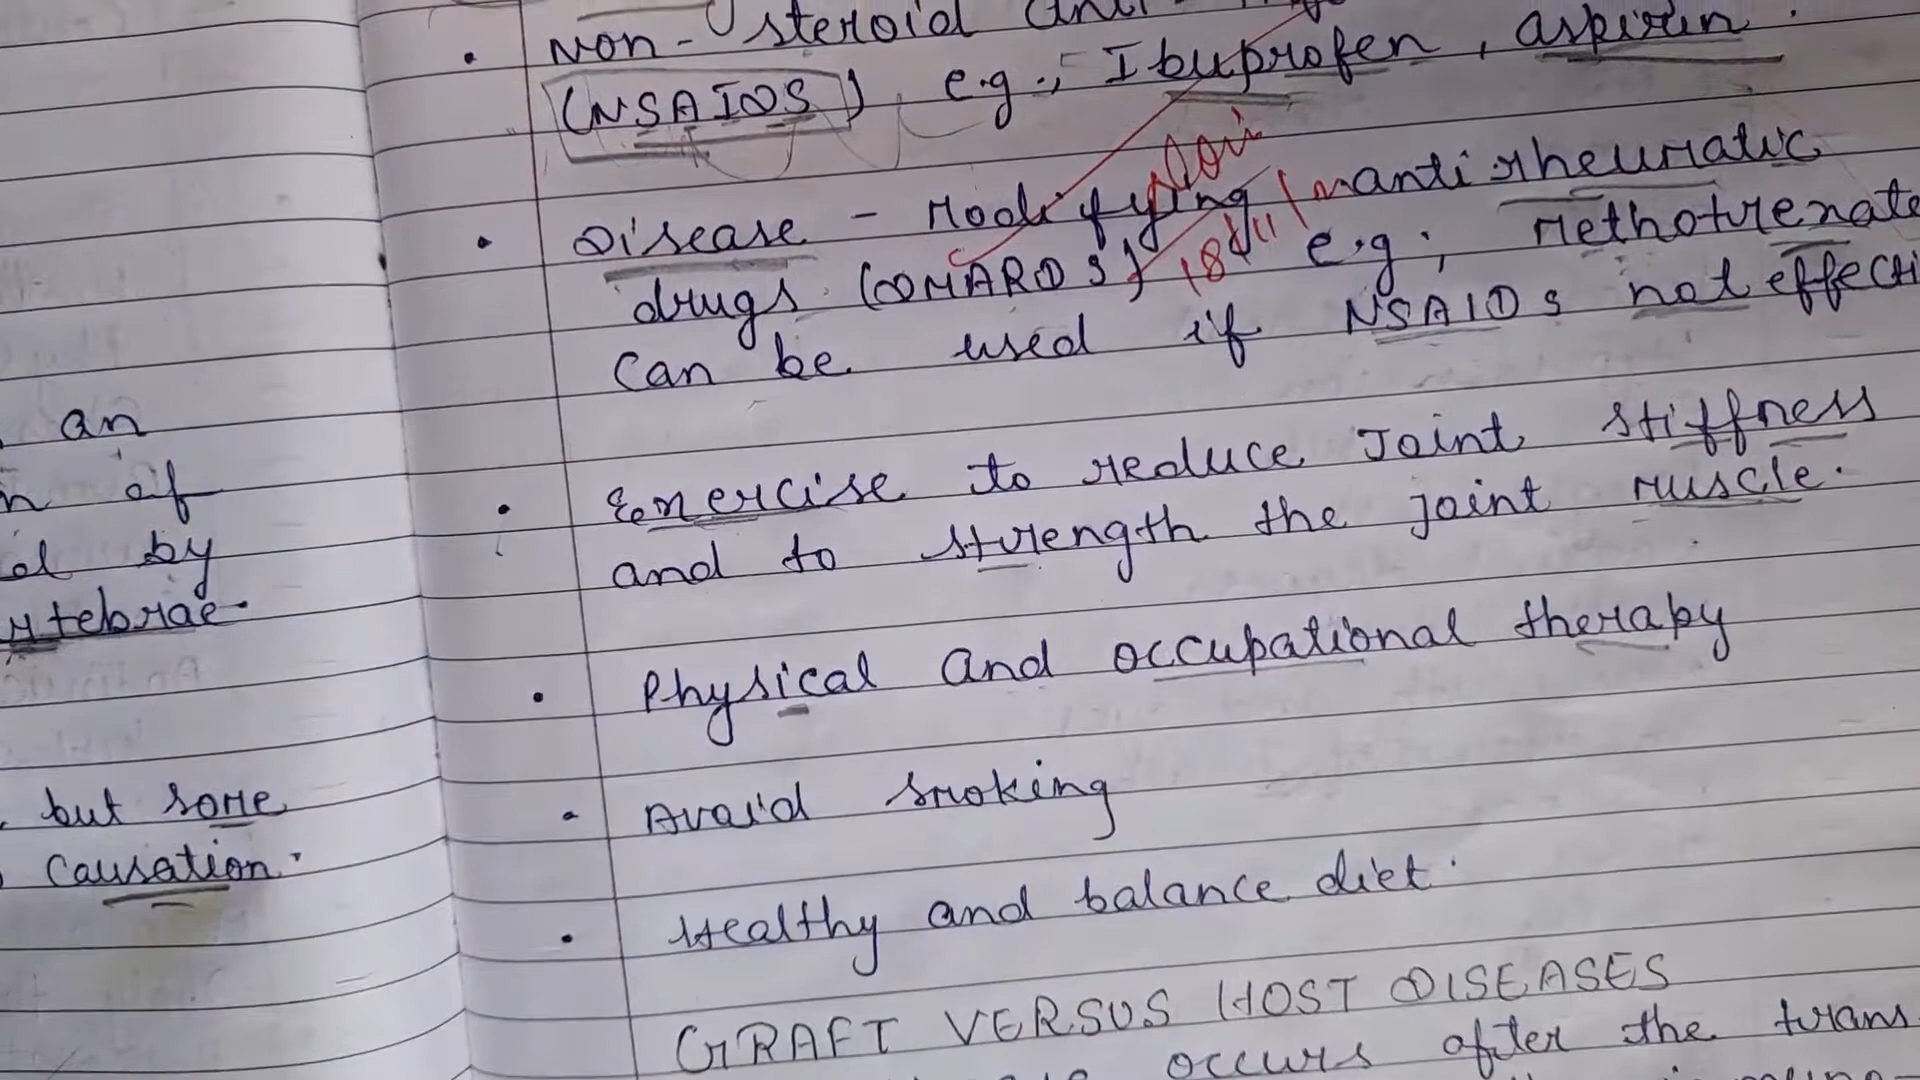 an
of
by
but some
Causation.
• Non-steroid anti
(NSAIDS) e.g., Ibuprofen, aspirin.
• Disease-Modifying antirheumatic
drugs (DMARDS) e.g; Methotrexate
Can be used if NSAIDs not
• Exercise to reduce Joint stiffness
and to strength the joint muscle.
• Physical and occupational therapy
• Avoid smoking
• Healthy and balance diet.
GRAFT VERSUS HOST DISEASES
occurs after the trans